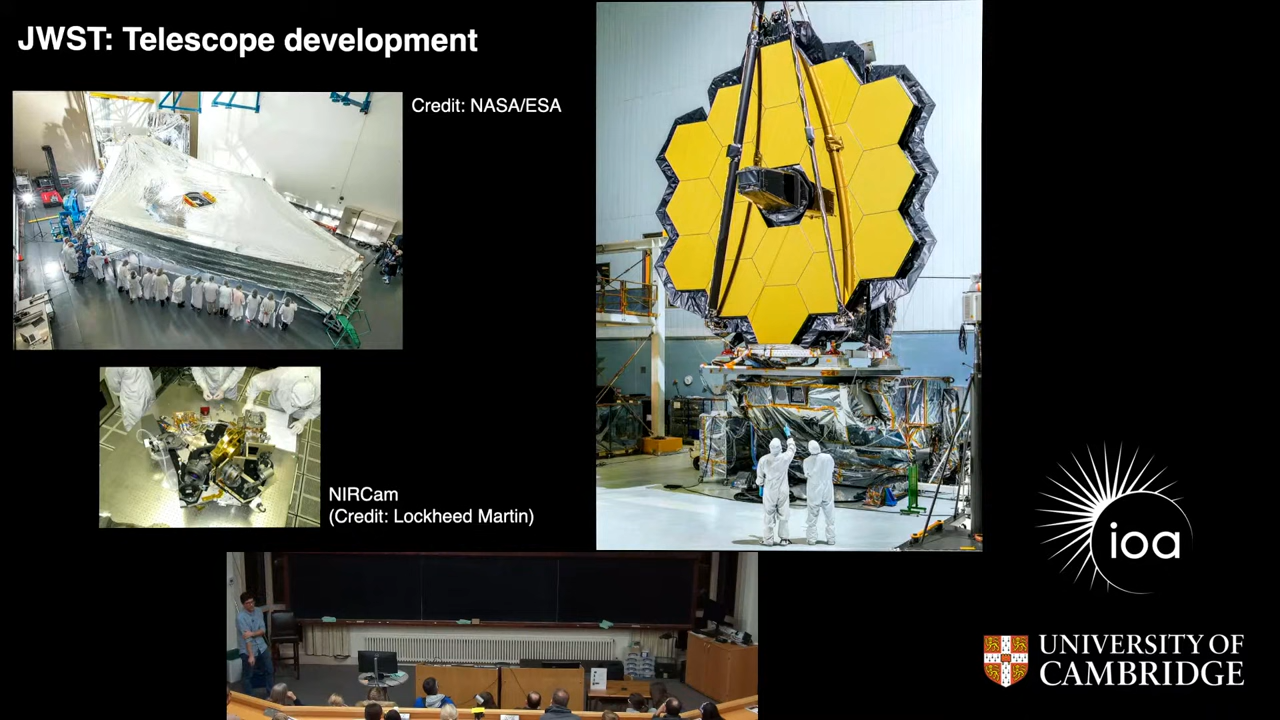 JWST: Telescope development
Credit: NASA/ESA
NIRCam
(Credit: Lockheed Martin)
ioa
UNIVERSITY OF
CAMBRIDGE